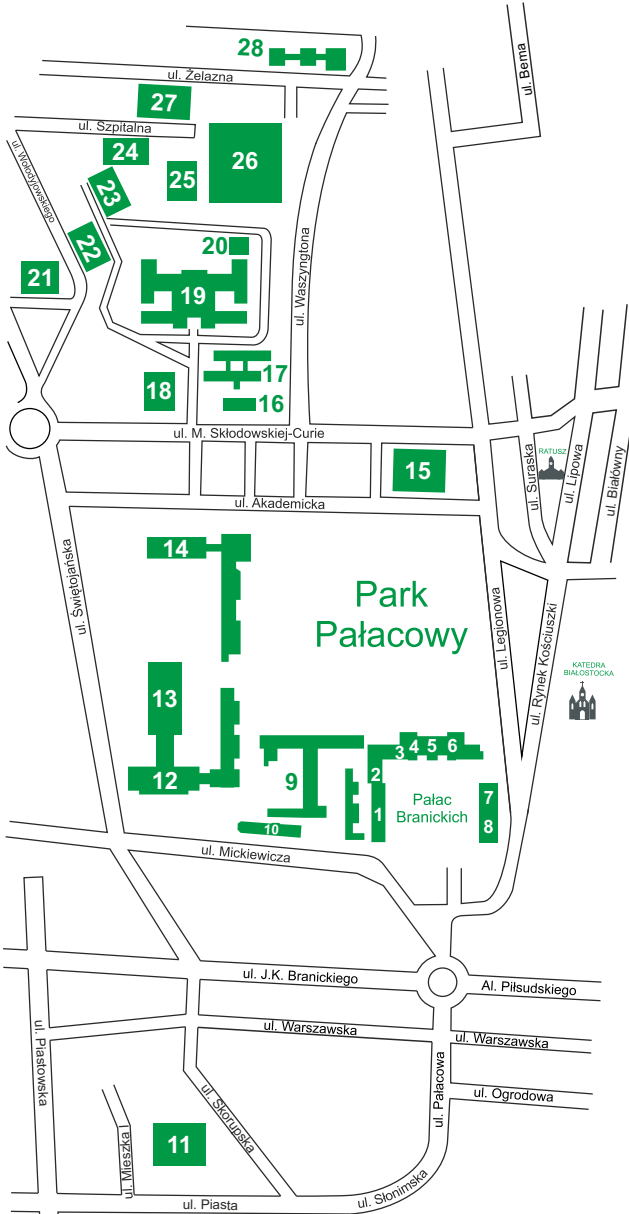 28
ul. Żelazna
ul. Bema
27
ul. Szpitalna
24
26
25
ul. Wołodyjowskiego
23
22
20
21
19
ul. Waszyngtona
17
18
16
ul. M. Skłodowskiej-Curie
15
RATUSZ
ul. Suraska
ul. Lipowa
ul. Białówny
ul. Akademicka
14
ul. Świętojańska
Park
Pałacowy
ul. Legionowa
ul. Rynek Kościuszki
KATEDRA
BIAŁOSTOCKA
13
12
9
3
4
5
6
2
1
Pałac
Branickich
7
8
10
ul. Mickiewicza
ul. J.K. Branickiego
Al. Piłsudskiego
ul. Warszawska
ul. Warszawska
ul. Piastowska
ul. Pałacowa
ul. Ogrodowa
ul. Skorupska
ul. Mieszka I
11
ul. Piasta
ul. Słonimska